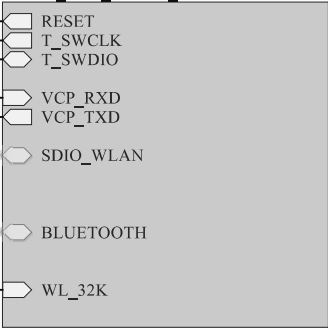 RESET
T_SWCLK
T_SWDIO
VCP_RXD
VCP_TXD
SDIO_WLAN
BLUETOOTH
WL_32K